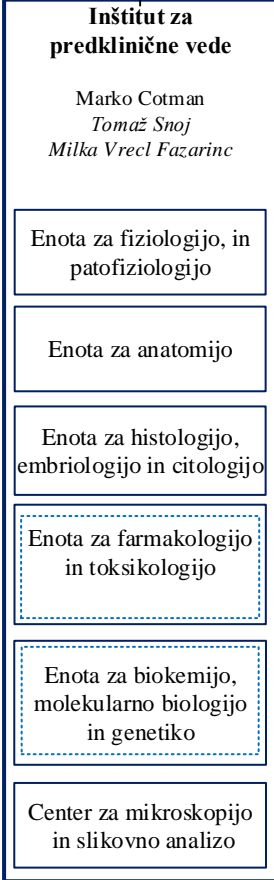 Inštitut za
predklinične vede
Marko Cotman
Tomaž Snoj
Milka Vrecl Fazarinc
Enota za fiziologijo, in
patofiziologijo
Enota za anatomijo
Enota za histologijo,
embriologijo in citologijo
Enota za farmakologijo
in toksikologijo
Enota za biokemijo,
molekularno biologijo
in genetiko
Center za mikroskopijo
in slikovno analizo